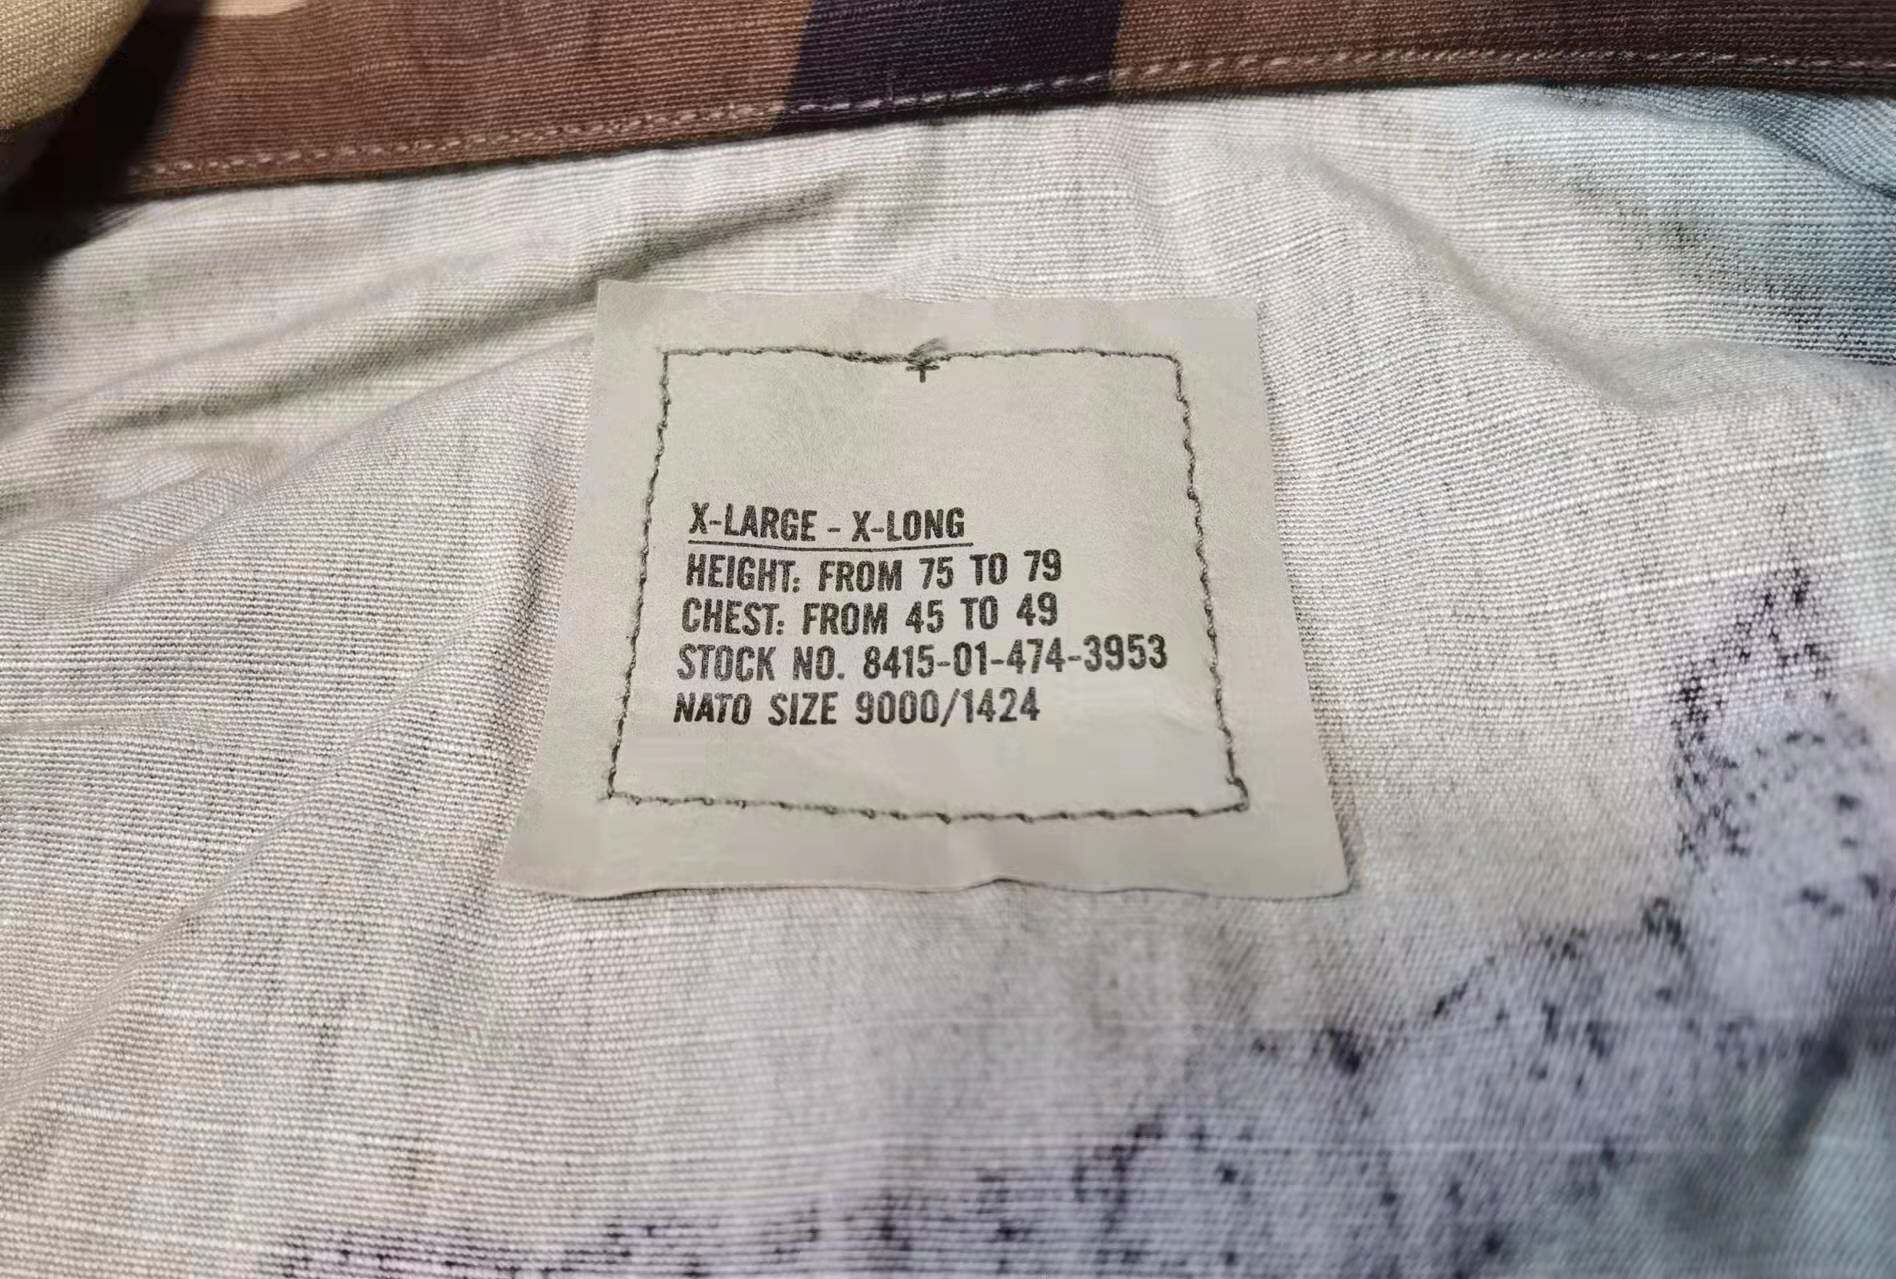 X-LARGE - X-LONG
HEIGHT: FROM 75 TO 79
CHEST: FROM 45 TO 49
STOCK NO. 8415-01-474-3953
NATO SIZE 9000/1424